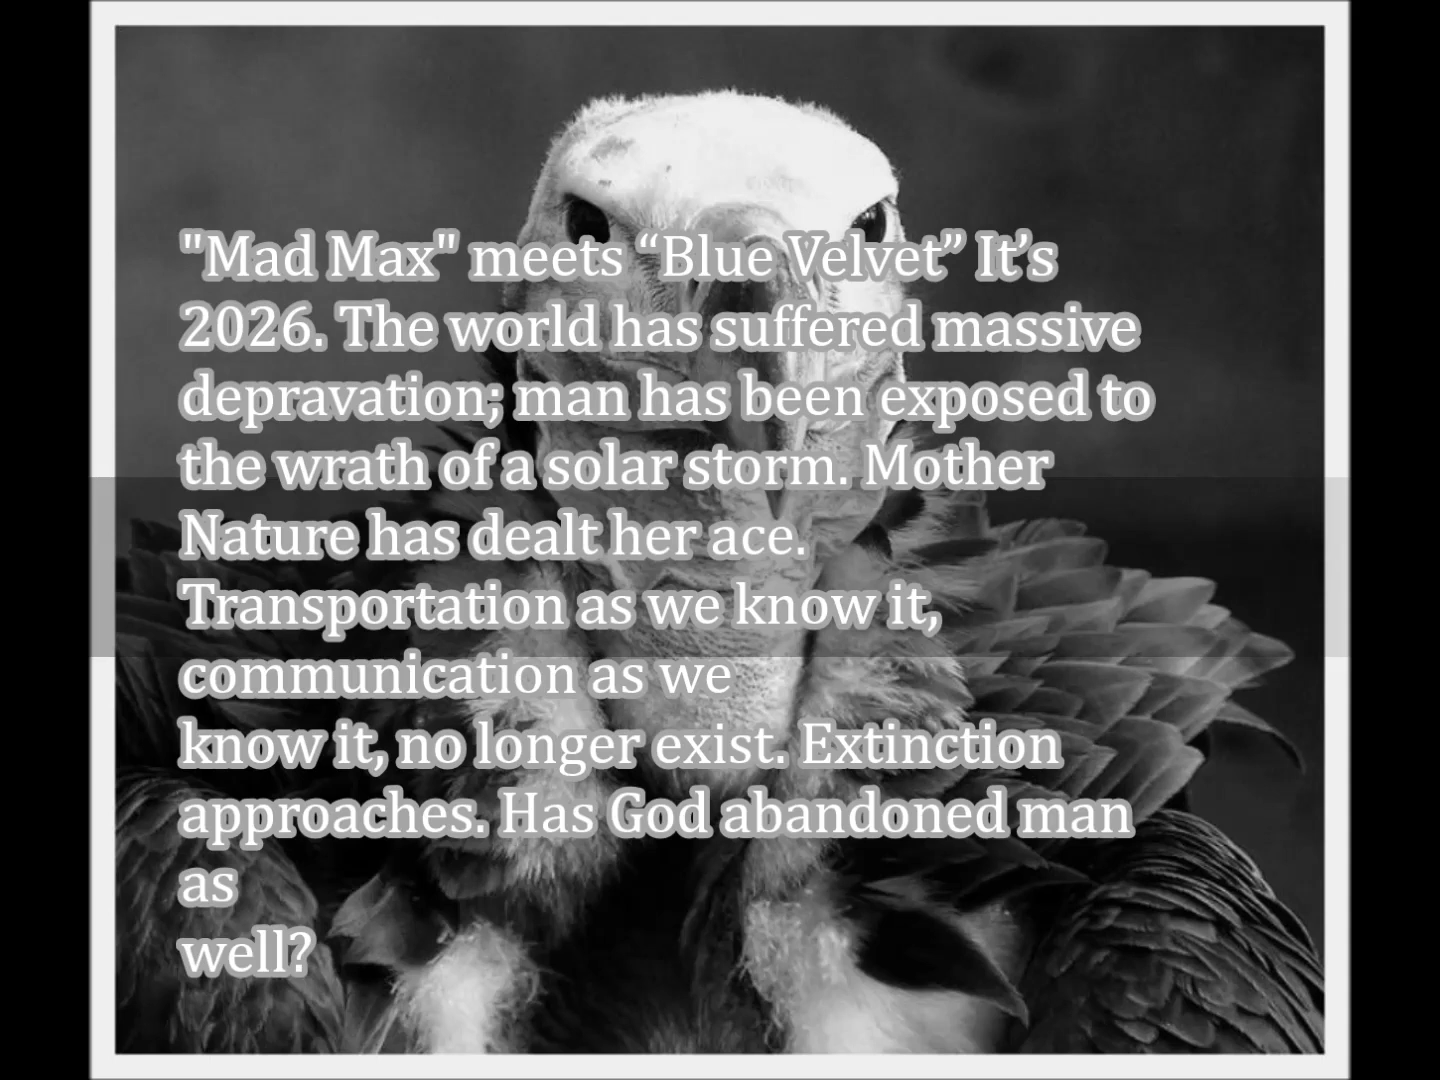 "Mad Max" meets “Blue Velvet” It’s
2026. The world has suffered massive
depravation; man has been exposed to
the wrath of a solar storm. Mother
Nature has dealt her ace.
Transportation as we know it,
communication as we
know it, no longer exist. Extinction
approaches. Has God abandoned man
as
well?